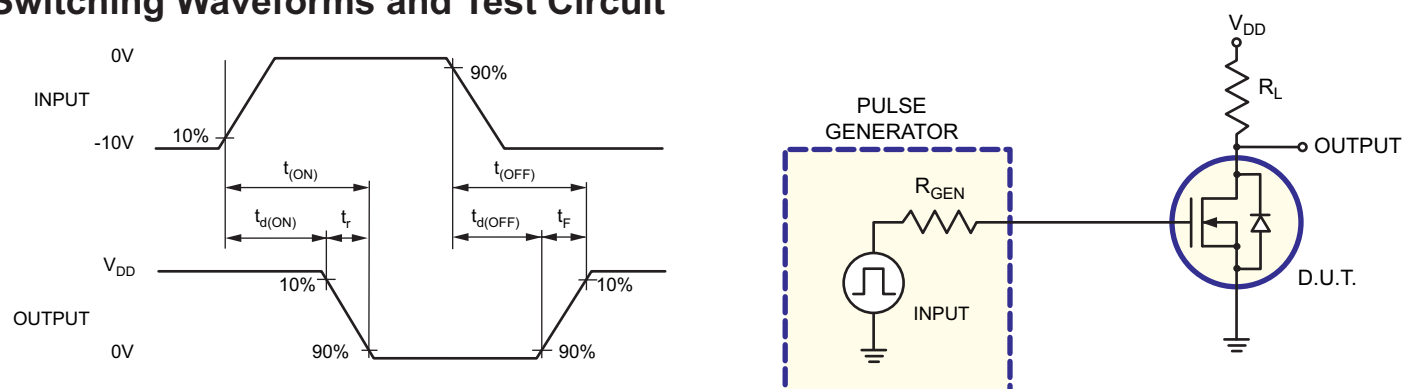 Switching Waveforms and Test Circuit
0V
INPUT
-10V
10%
90%
t(ON)
t(OFF)
td(ON)
tr
td(OFF)
tF
VDD
10%
10%
OUTPUT
0V
90%
90%
VDD
RL
OUTPUT
PULSE
GENERATOR
RGEN
INPUT
D.U.T.